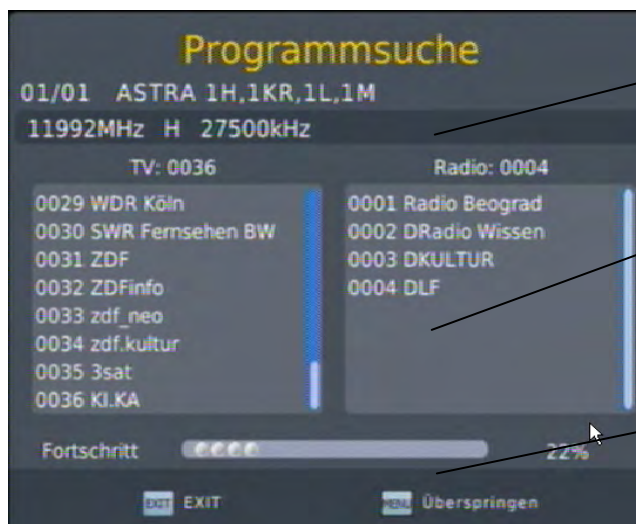 Programmsuche
01/01 ASTRA 1H,1KR,1L,1M
11992MHz H 27500kHz
TV: 0036
Radio: 0004
0029 WDR Köln
0030 SWR Fernsehen BW
0031 ZDF
0032 ZDFinfo
0033 zdf_neo
0034 zdf.kultur
0035 3sat
0036 KI.KA
0001 Radio Beograd
0002 DRadio Wissen
0003 DKULTUR
0004 DLF
Fortschritt 22%
EXIT EXIT
MENU Überspringen